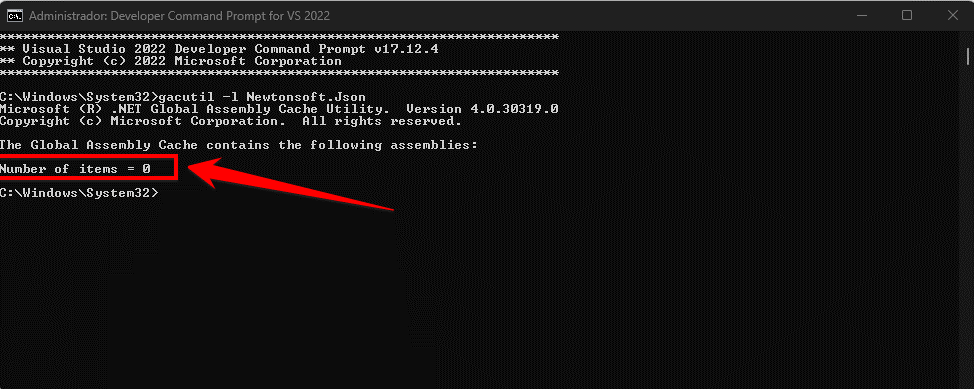 Administrador: Developer Command Prompt for VS 2022
**********************************************************************
** Visual Studio 2022 Developer Command Prompt v17.12.4
** Copyright (c) 2022 Microsoft Corporation
**********************************************************************
C:\Windows\System32>gacutil -l Newtonsoft.Json
Microsoft (R) .NET Global Assembly Cache Utility.  Version 4.0.30319.0
Copyright (c) Microsoft Corporation.  All rights reserved.
The Global Assembly Cache contains the following assemblies:
Number of items = 0
C:\Windows\System32>